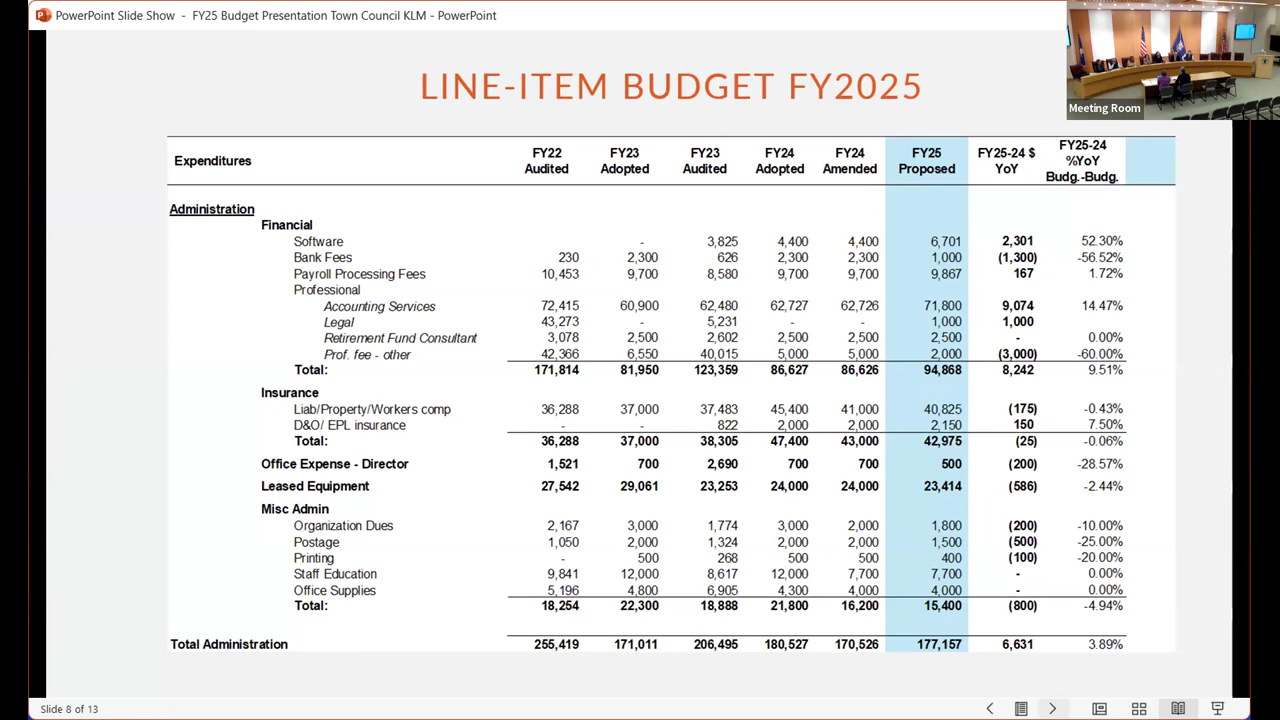 PowerPoint Slide Show - FY25 Budget Presentation Town Council KLM - PowerPoint
Meeting Room
LINE-ITEM BUDGET FY2025
Expenditures FY22 Audited FY23 Adopted FY23 Audited FY24 Adopted FY24 Amended FY25 Proposed FY25-24 $ YoY FY25-24 %YoY Budg.-Budg.
Administration
Financial
Software - 3,825 4,400 4,400 6,701 2,301 52.30%
Bank Fees 230 2,300 626 2,300 2,300 1,000 (1,300) -56.52%
Payroll Processing Fees 10,453 9,700 8,580 9,700 9,700 9,867 167 1.72%
Professional
Accounting Services 72,415 60,900 62,480 62,727 62,726 71,800 9,074 14.47%
Legal 43,273 - 5,231 - - 1,000 1,000
Retirement Fund Consultant 3,078 2,500 2,602 2,500 2,500 2,500 - 0.00%
Prof. fee - other 42,366 6,550 40,015 5,000 5,000 2,000 (3,000) -60.00%
Total: 171,814 81,950 123,359 86,627 86,626 94,868 8,242 9.51%
Insurance
Liab/Property/Workers comp 36,288 37,000 37,483 45,400 41,000 40,825 (175) -0.43%
D&O/ EPL insurance - - 822 2,000 2,000 2,150 150 7.50%
Total: 36,288 37,000 38,305 47,400 43,000 42,975 (25) -0.06%
Office Expense - Director 1,521 700 2,690 700 700 500 (200) -28.57%
Leased Equipment 27,542 29,061 23,253 24,000 24,000 23,414 (586) -2.44%
Misc Admin
Organization Dues 2,167 3,000 1,774 3,000 2,000 1,800 (200) -10.00%
Postage 1,050 2,000 1,324 2,000 2,000 1,500 (500) -25.00%
Printing - 500 268 500 500 400 (100) -20.00%
Staff Education 9,841 12,000 8,617 12,000 7,700 7,700 - 0.00%
Office Supplies 5,196 4,800 6,905 4,300 4,000 4,000 - 0.00%
Total: 18,254 22,300 18,888 21,800 16,200 15,400 (800) -4.94%
Total Administration 255,419 171,011 206,495 180,527 170,526 177,157 6,631 3.89%
Slide 8 of 13